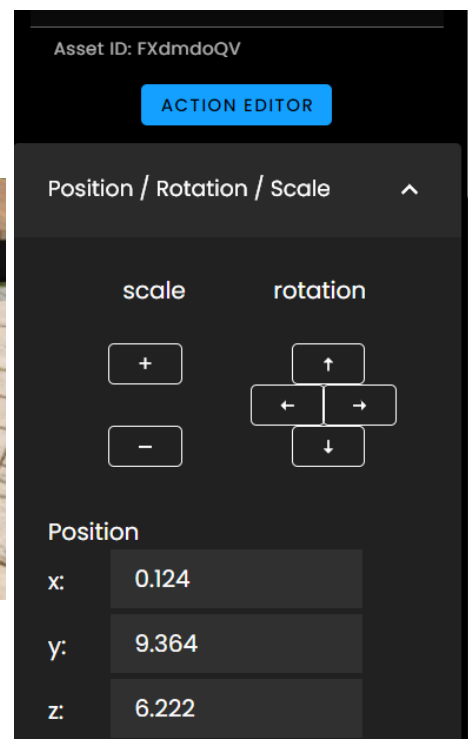 Asset ID: FXdmdoQV
ACTION EDITOR
Position / Rotation / Scale
scale rotation
+ ↑
← →
− ↓
Position
x: 0.124
y: 9.364
z: 6.222